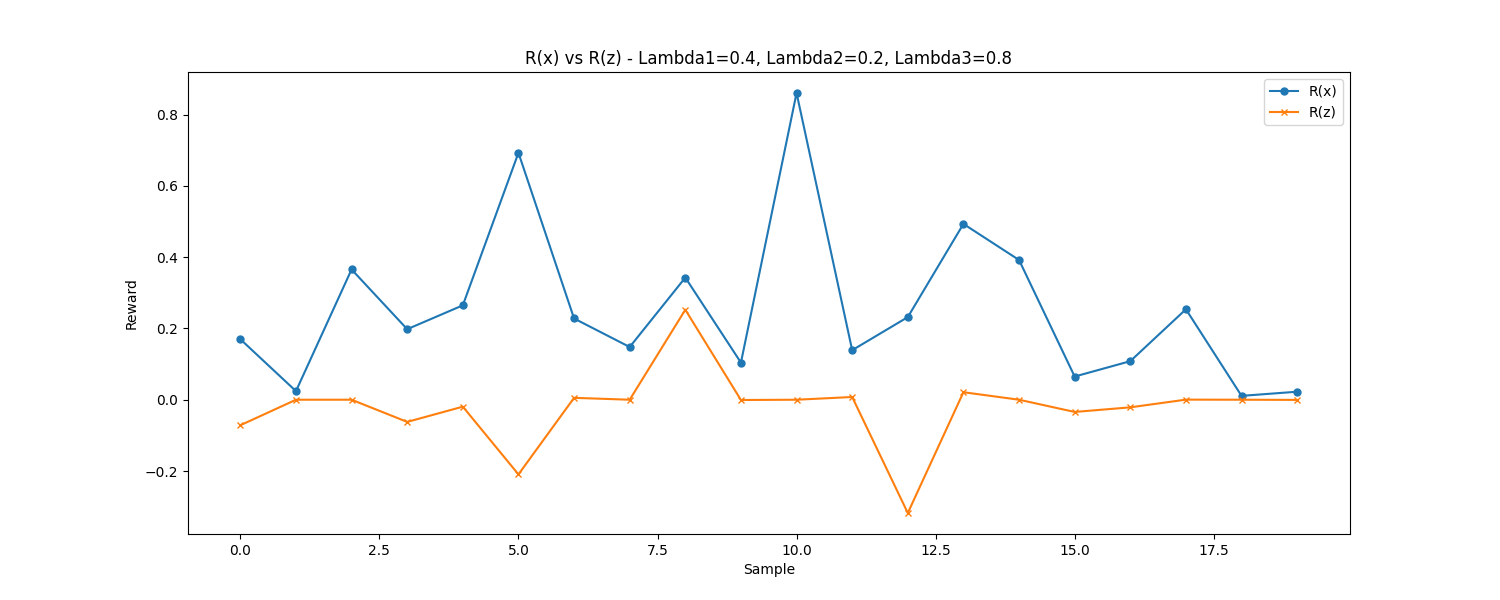 R(x) vs R(z) - Lambda1=0.4, Lambda2=0.2, Lambda3=0.8
R(x)
R(z)
0.8
0.6
0.4
0.2
0.0
−0.2
Reward
0.0 2.5 5.0 7.5 10.0 12.5 15.0 17.5
Sample